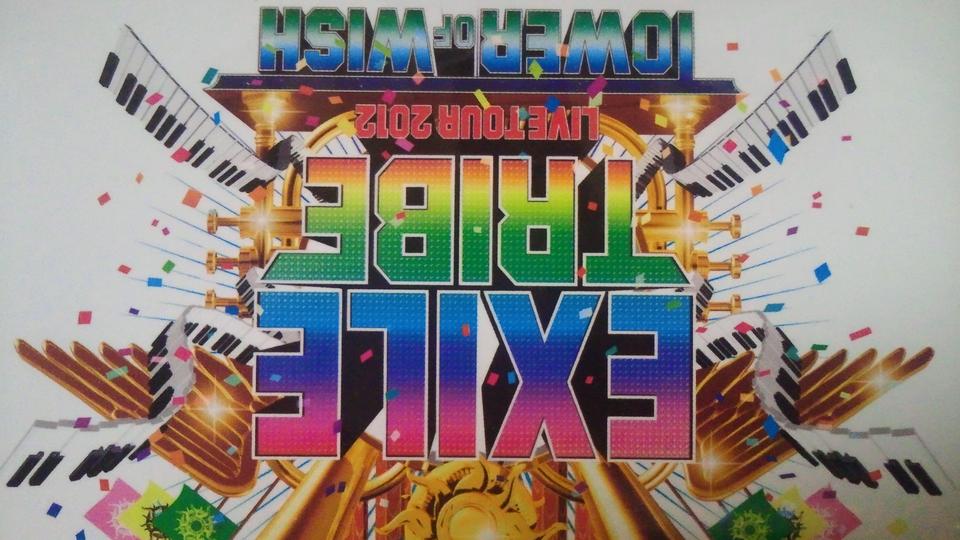 EXILE
TRIBE
LIVE TOUR 2012
TOWER OF WISH